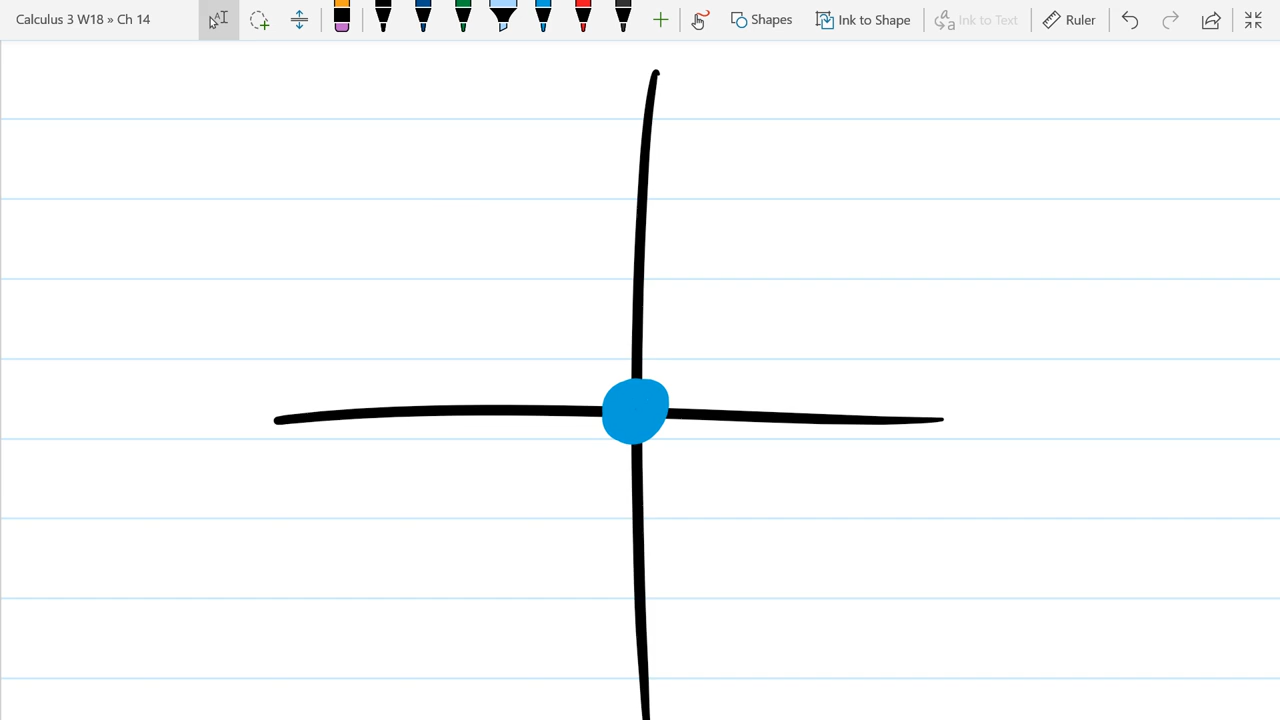 Calculus 3 W18 » Ch 14
Shapes
Ink to Shape
Ink to Text
Ruler